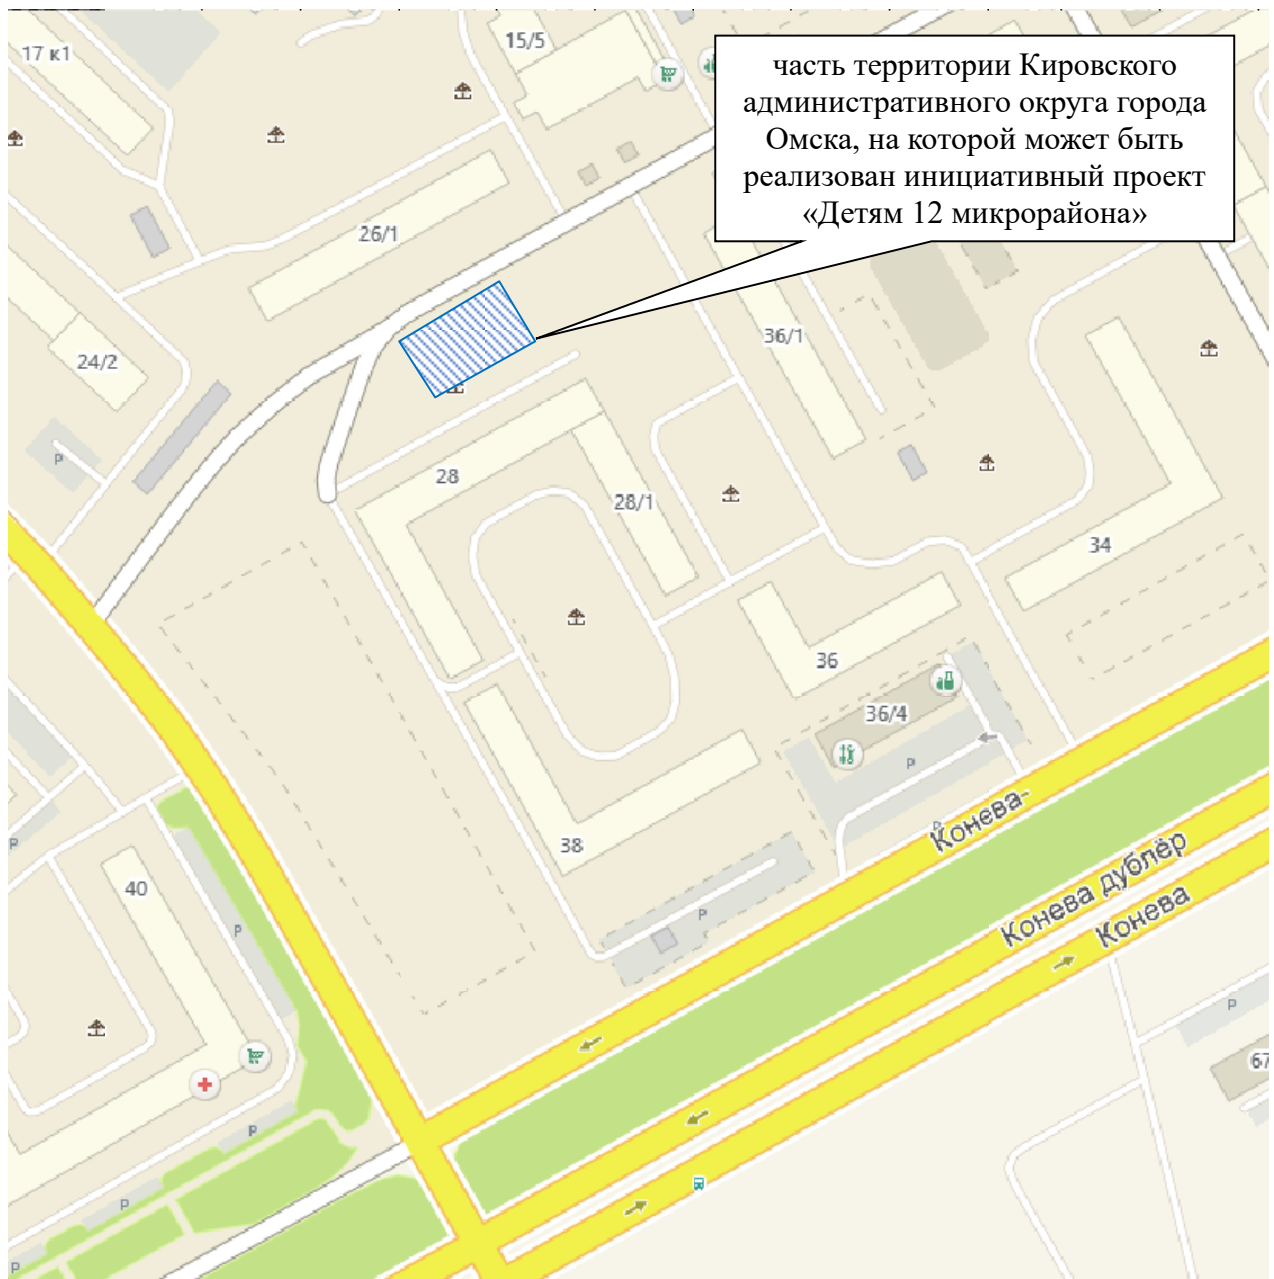 17 к1
15/5
часть территории Кировского
административного округа города
Омска, на которой может быть
реализован инициативный проект
«Детям 12 микрорайона»
26/1
36/1
24/2
P
28
28/1
34
36
36/4
P
Конева
P
P
38
Конева дублёр
40
P
P
Конева
P
67
P
P
P